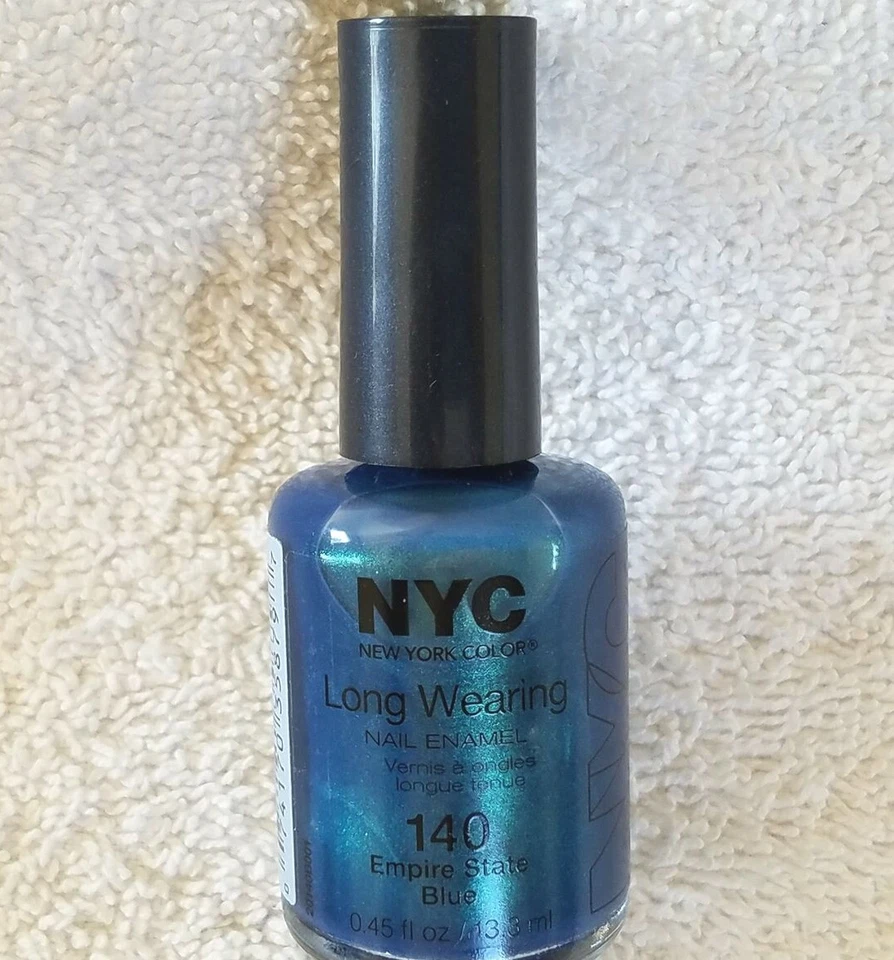 NYC
NEW YORK COLOR®
Long Wearing
NAIL ENAMEL
Vernis à ongles
longue tenue
140
Empire State
Blue
0.45 fl oz / 13.3 ml
NYC